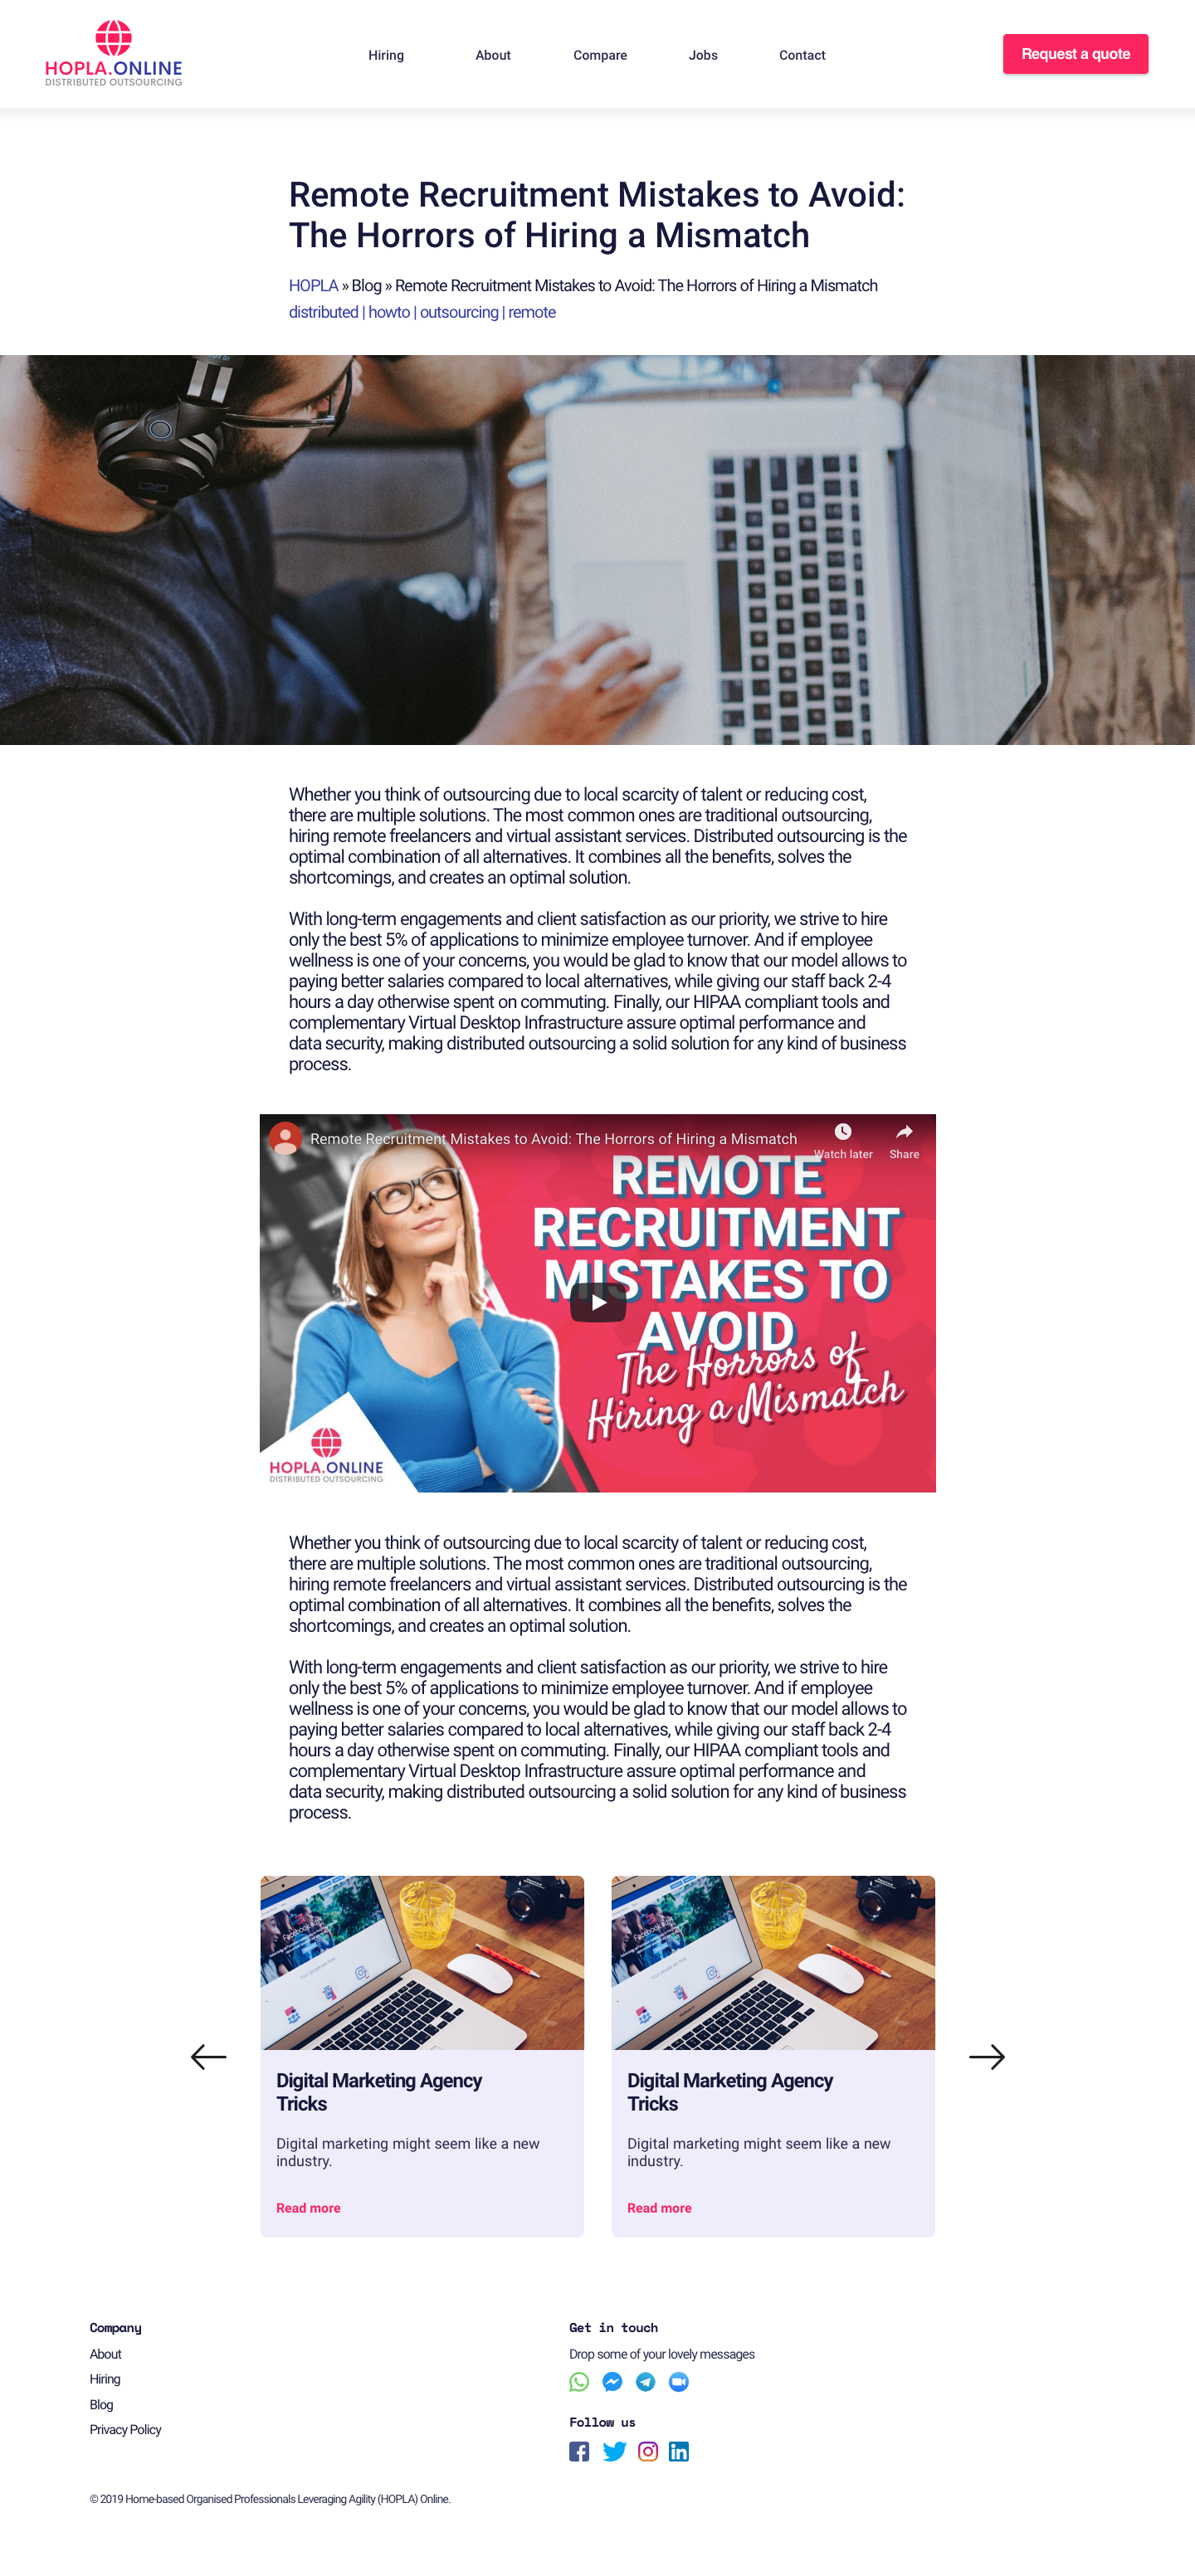 HOPLA.ONLINE
DISTRIBUTED OUTSOURCING
Hiring
About
Compare
Jobs
Contact
Request a quote
Remote Recruitment Mistakes to Avoid:
The Horrors of Hiring a Mismatch
HOPLA » Blog » Remote Recruitment Mistakes to Avoid: The Horrors of Hiring a Mismatch
distributed | howto | outsourcing | remote
Whether you think of outsourcing due to local scarcity of talent or reducing cost,
there are multiple solutions. The most common ones are traditional outsourcing,
hiring remote freelancers and virtual assistant services. Distributed outsourcing is the
optimal combination of all alternatives. It combines all the benefits, solves the
shortcomings, and creates an optimal solution.
With long-term engagements and client satisfaction as our priority, we strive to hire
only the best 5% of applications to minimize employee turnover. And if employee
wellness is one of your concerns, you would be glad to know that our model allows to
paying better salaries compared to local alternatives, while giving our staff back 2-4
hours a day otherwise spent on commuting. Finally, our HIPAA compliant tools and
complementary Virtual Desktop Infrastructure assure optimal performance and
data security, making distributed outsourcing a solid solution for any kind of business
process.
Remote Recruitment Mistakes to Avoid: The Horrors of Hiring a Mismatch
Watch later
Share
REMOTE
RECRUITMENT
MISTAKES TO
AVOID
The Horrors of
Hiring a Mismatch
HOPLA.ONLINE
DISTRIBUTED OUTSOURCING
Whether you think of outsourcing due to local scarcity of talent or reducing cost,
there are multiple solutions. The most common ones are traditional outsourcing,
hiring remote freelancers and virtual assistant services. Distributed outsourcing is the
optimal combination of all alternatives. It combines all the benefits, solves the
shortcomings, and creates an optimal solution.
With long-term engagements and client satisfaction as our priority, we strive to hire
only the best 5% of applications to minimize employee turnover. And if employee
wellness is one of your concerns, you would be glad to know that our model allows to
paying better salaries compared to local alternatives, while giving our staff back 2-4
hours a day otherwise spent on commuting. Finally, our HIPAA compliant tools and
complementary Virtual Desktop Infrastructure assure optimal performance and
data security, making distributed outsourcing a solid solution for any kind of business
process.
Digital Marketing Agency
Tricks
Digital marketing might seem like a new
industry.
Read more
Digital Marketing Agency
Tricks
Digital marketing might seem like a new
industry.
Read more
Company
About
Hiring
Blog
Privacy Policy
Get in touch
Drop some of your lovely messages
Follow us
© 2019 Home-based Organised Professionals Leveraging Agility (HOPLA) Online.